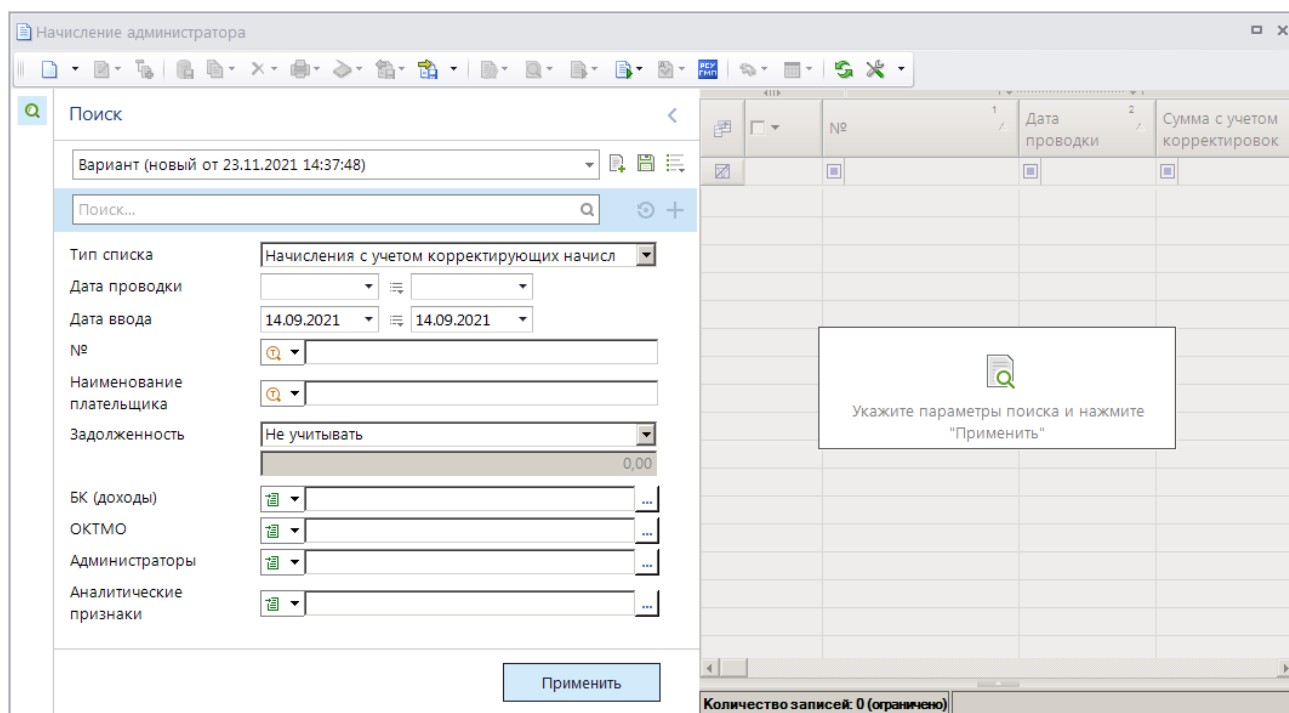 Начисление администратора
РСУ
ГМП
Поиск
Вариант (новый от 23.11.2021 14:37:48)
Поиск...
Тип списка
Начисления с учетом корректирующих начисл
Дата проводки
Дата ввода
14.09.2021
14.09.2021
№
Наименование
плательщика
Задолженность
Не учитывать
0,00
БК (доходы)
ОКТМО
Администраторы
Аналитические
признаки
Применить
№
1
Дата
проводки
2
Сумма с учетом
корректировок
Укажите параметры поиска и нажмите
"Применить"
Количество записей: 0 (ограничено)